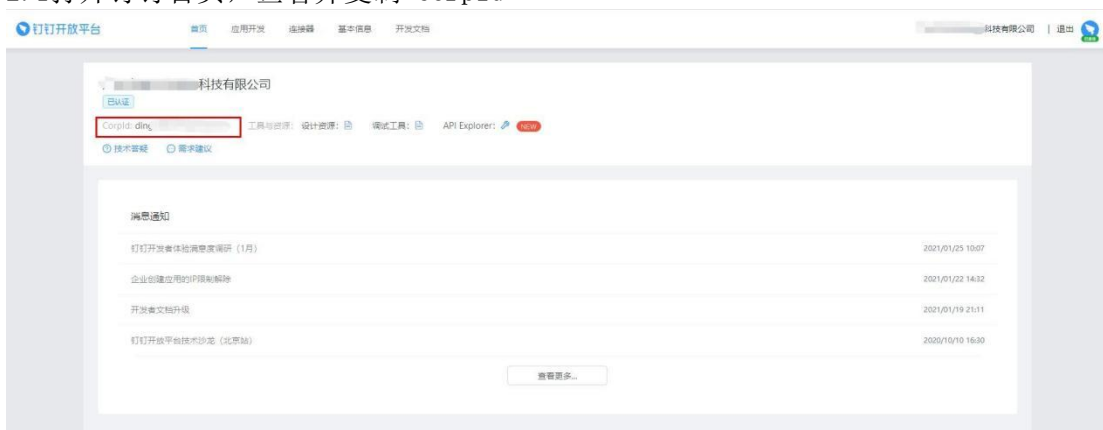 钉钉开放平台 首页 应用开发 连接器 基本信息 开发文档 科技有限公司 | 退出
科技有限公司
已认证
CorpId: ding 工具与资源: 设计资源: 调试工具: API Explorer: NEW
技术答疑 需求建议
消息通知
钉钉开发者体验满意度调研（1月） 2021/01/25 10:07
企业创建应用的IP限制解除 2021/01/22 14:32
开发者文档升级 2021/01/19 21:11
钉钉开放平台技术沙龙（北京站） 2020/10/10 16:30
查看更多...